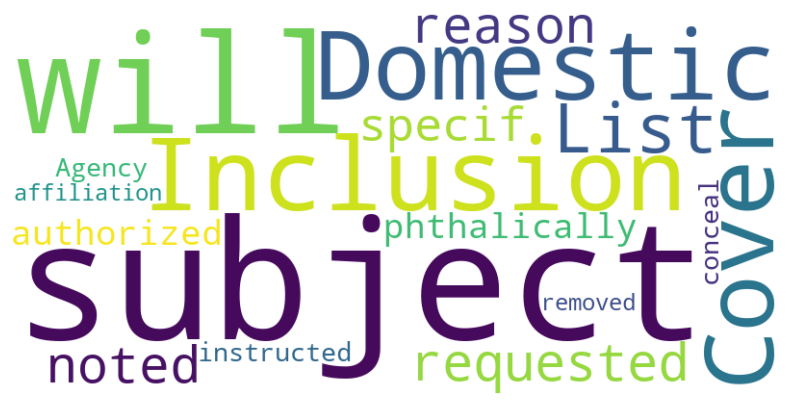 reason
will
Domestic
List
specif
Cover
Inclusion
Agency
affiliation
conceal
authorized
phthalically
subject
removed
noted
instructed
requested